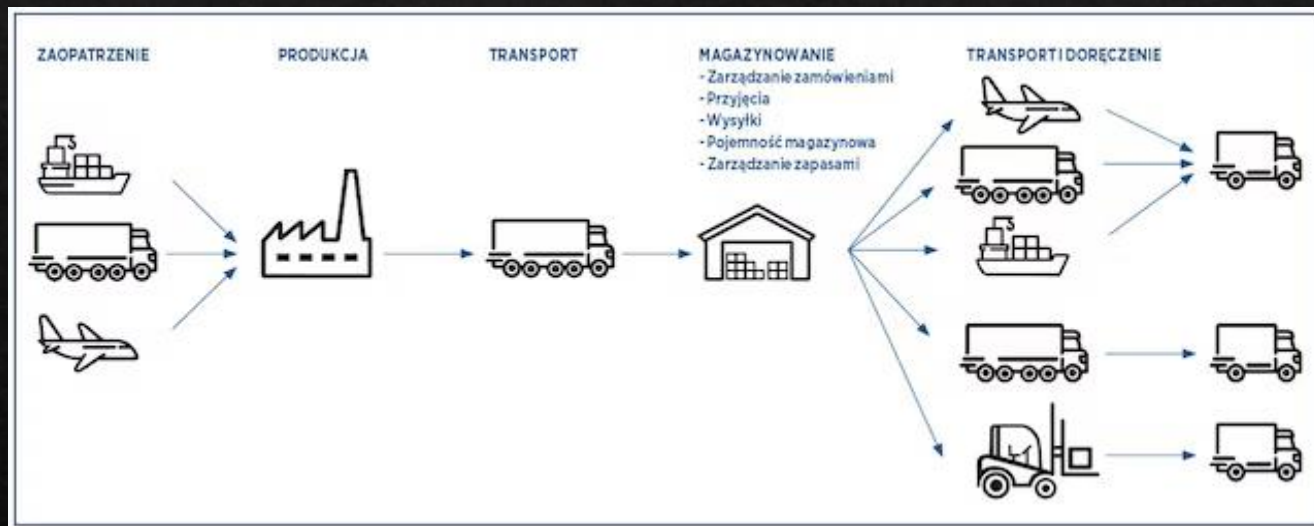 ZAOPATRZENIE
PRODUKCJA
TRANSPORT
MAGAZYNOWANIE
- Zarządzanie zamówieniami
- Przyjęcia
- Wysyłki
- Pojemność magazynowa
- Zarządzanie zapasami
TRANSPORT I DORĘCZENIE